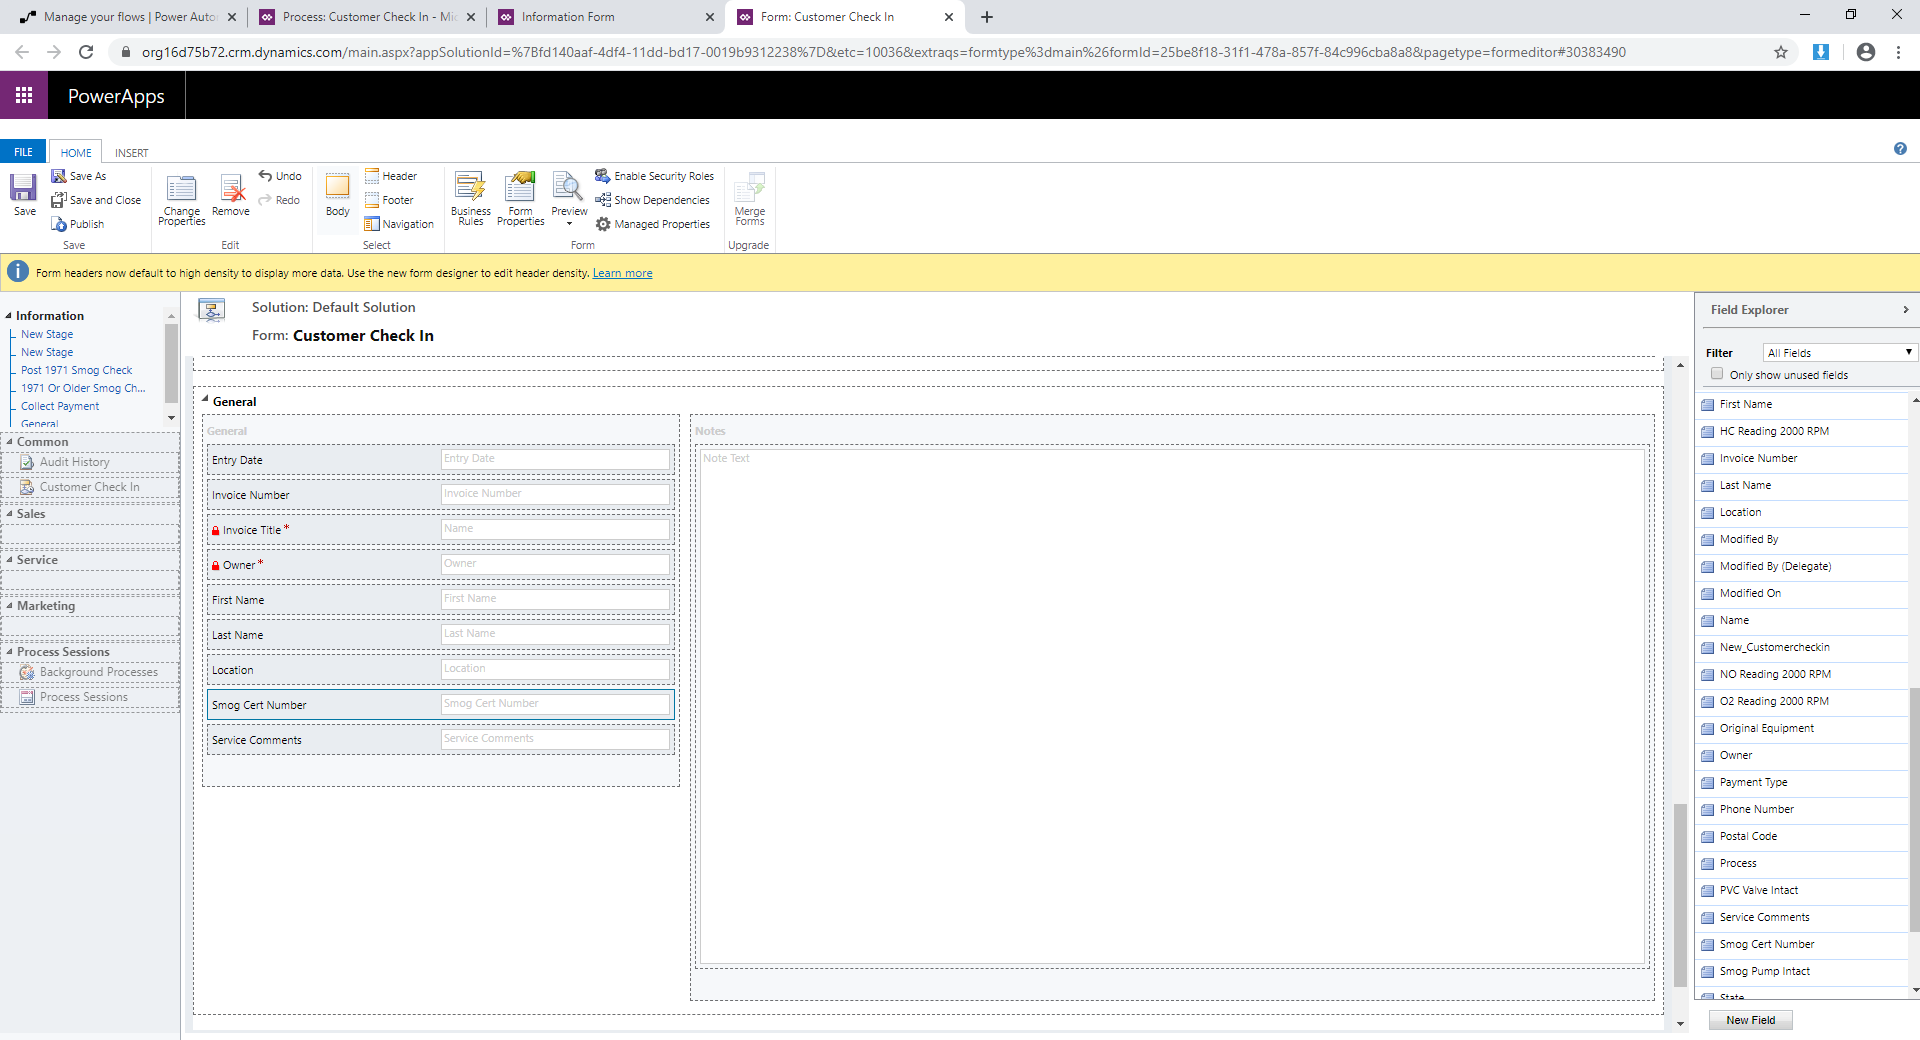 Manage your flows | Power Auto
Process: Customer Check In - Mic
Information Form
Form: Customer Check In
org16d75b72.crm.dynamics.com/main.aspx?appSolutionId=%7Bfd140aaf-4df4-11dd-bd17-0019b9312238%7D&etc=10036&extraqs=formtype%3dmain%26formId=25be8f18-31f1-478a-857f-84c996cba8a8&pagetype=formeditor#30383490
PowerApps
FILE
HOME
INSERT
Save
Save As
Save and Close
Publish
Save
Change Properties
Remove
Undo
Redo
Edit
Body
Header
Footer
Navigation
Select
Business Rules
Form Properties
Preview
Enable Security Roles
Show Dependencies
Managed Properties
Form
Merge Forms
Upgrade
Form headers now default to high density to display more data. Use the new form designer to edit header density. Learn more
Information
New Stage
New Stage
Post 1971 Smog Check
1971 Or Older Smog Ch...
Collect Payment
General
Common
Audit History
Customer Check In
Sales
Service
Marketing
Process Sessions
Background Processes
Process Sessions
Solution: Default Solution
Form: Customer Check In
General
General
Entry Date Entry Date
Invoice Number Invoice Number
Invoice Title * Name
Owner * Owner
First Name First Name
Last Name Last Name
Location Location
Smog Cert Number Smog Cert Number
Service Comments Service Comments
Notes
Note Text
Field Explorer
Filter All Fields
Only show unused fields
First Name
HC Reading 2000 RPM
Invoice Number
Last Name
Location
Modified By
Modified By (Delegate)
Modified On
Name
New_Customercheckin
NO Reading 2000 RPM
O2 Reading 2000 RPM
Original Equipment
Owner
Payment Type
Phone Number
Postal Code
Process
PVC Valve Intact
Service Comments
Smog Cert Number
Smog Pump Intact
State
New Field